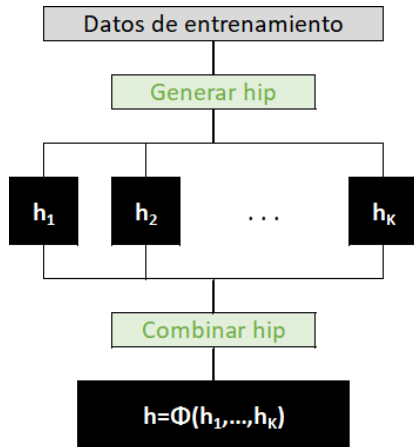 Datos de entrenamiento
Generar hip
h₁ h₂ . . . hₖ
Combinar hip
h=Φ(h₁,...,hₖ)